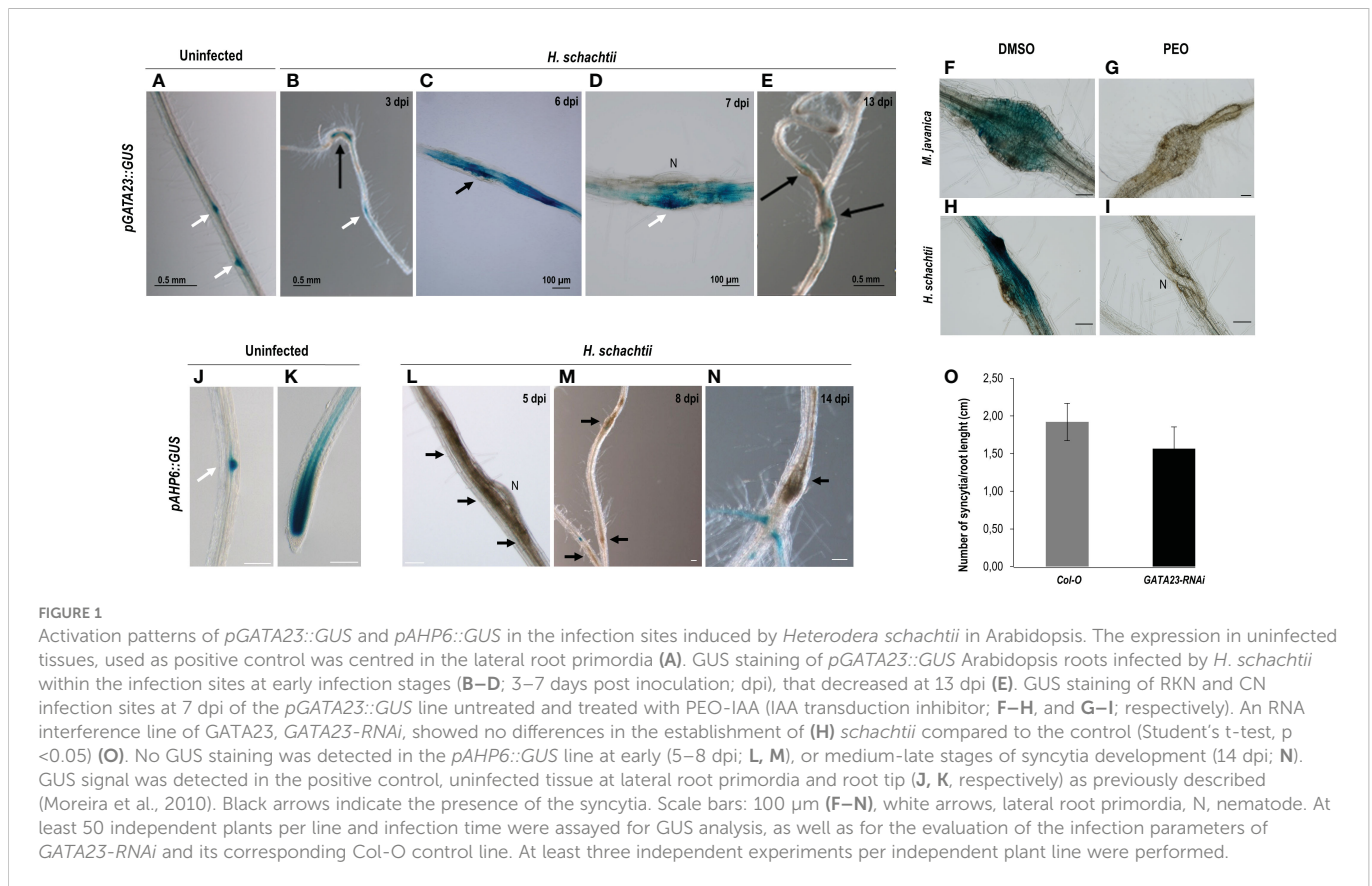 Uninfected
H. schachtii
DMSO
PEO
A
B
C
D
E
F
G
3 dpi
6 dpi
7 dpi
13 dpi
N
pGATA23::GUS
0.5 mm
0.5 mm
100 µm
100 µm
0.5 mm
M. javanica
H
I
N
H. schachtii
Uninfected
H. schachtii
J
K
L
M
N
5 dpi
8 dpi
14 dpi
N
pAHP6::GUS
O
Number of syncytia/root lenght (cm)
2,50
2,00
1,50
1,00
0,50
0,00
Col-O
GATA23-RNAi
FIGURE 1
Activation patterns of pGATA23::GUS and pAHP6::GUS in the infection sites induced by Heterodera schachtii in Arabidopsis. The expression in uninfected
tissues, used as positive control was centred in the lateral root primordia (A). GUS staining of pGATA23::GUS Arabidopsis roots infected by H. schachtii
within the infection sites at early infection stages (B–D; 3–7 days post inoculation; dpi), that decreased at 13 dpi (E). GUS staining of RKN and CN
infection sites at 7 dpi of the pGATA23::GUS line untreated and treated with PEO-IAA (IAA transduction inhibitor; F–H, and G–I; respectively). An RNA
interference line of GATA23, GATA23-RNAi, showed no differences in the establishment of (H) schachtii compared to the control (Student's t-test, p
<0.05) (O). No GUS staining was detected in the pAHP6::GUS line at early (5–8 dpi; L, M), or medium-late stages of syncytia development (14 dpi; N).
GUS signal was detected in the positive control, uninfected tissue at lateral root primordia and root tip (J, K, respectively) as previously described
(Moreira et al., 2010). Black arrows indicate the presence of the syncytia. Scale bars: 100 µm (F–N), white arrows, lateral root primordia, N, nematode. At
least 50 independent plants per line and infection time were assayed for GUS analysis, as well as for the evaluation of the infection parameters of
GATA23-RNAi and its corresponding Col-O control line. At least three independent experiments per independent plant line were performed.